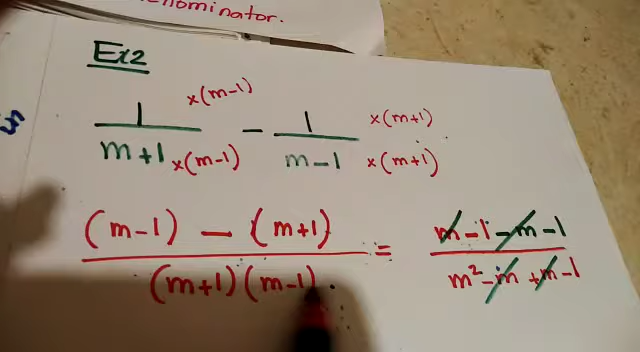 nominator.
Ex2
1/(m+1) ×(m-1)/×(m-1) - 1/(m-1) ×(m+1)/×(m+1)
((m-1) - (m+1))/((m+1)(m-1)) = (m-1-m-1)/(m²-m+m-1)